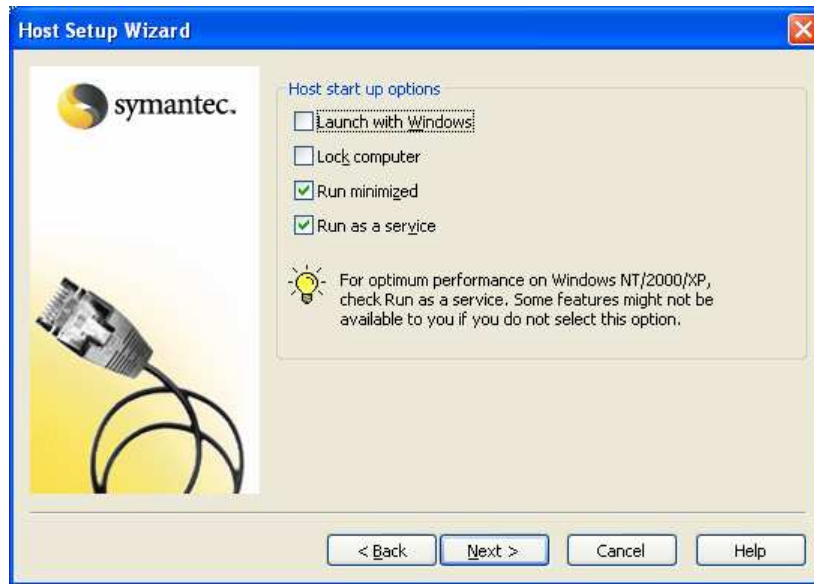 Host Setup Wizard
symantec.
Host start up options
Launch with Windows
Lock computer
Run minimized
Run as a service
For optimum performance on Windows NT/2000/XP,
check Run as a service. Some features might not be
available to you if you do not select this option.
< Back
Next >
Cancel
Help